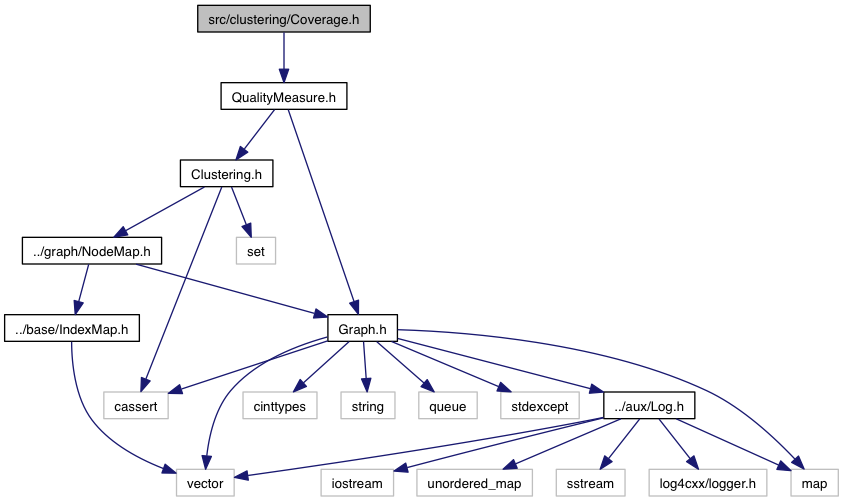 src/clustering/Coverage.h
QualityMeasure.h
Clustering.h
../graph/NodeMap.h
set
../base/IndexMap.h
Graph.h
cassert
cinttypes
string
queue
stdexcept
../aux/Log.h
vector
iostream
unordered_map
sstream
log4cxx/logger.h
map